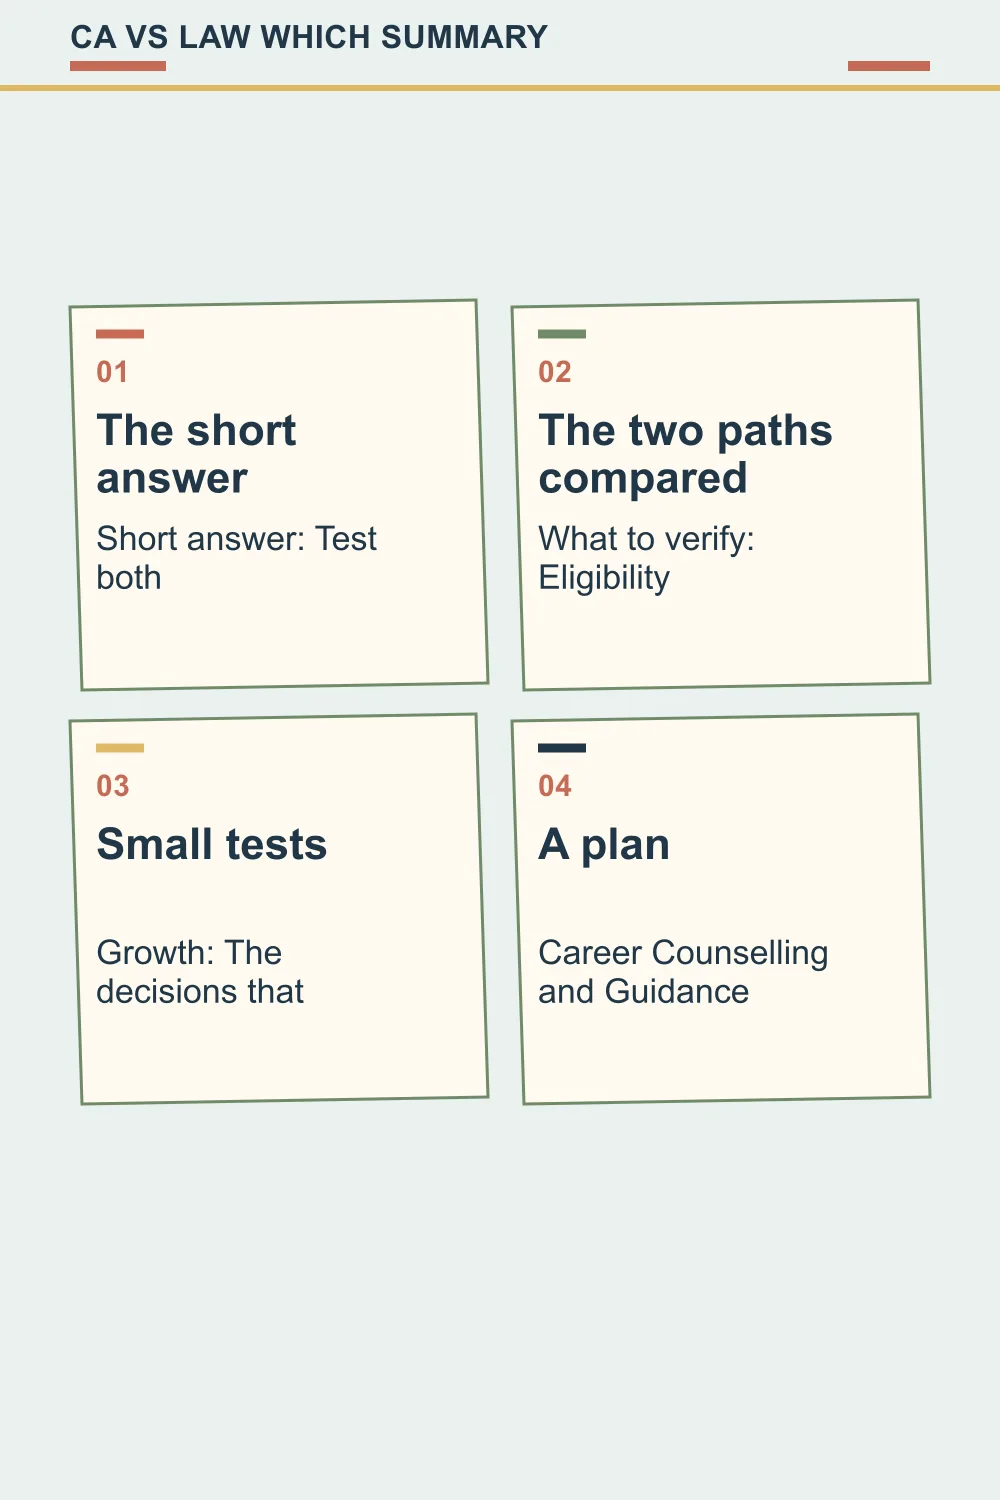 CA VS LAW WHICH SUMMARY
01
The short
answer
Short answer: Test
both
02
The two paths
compared
What to verify:
Eligibility
03
Small tests
Growth: The
decisions that
04
A plan
Career Counselling
and Guidance